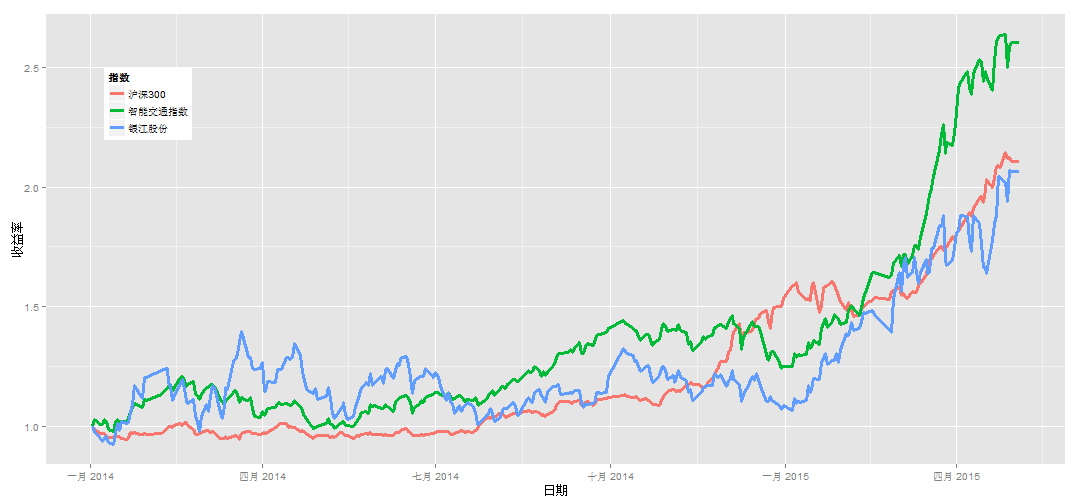 2.5
2.0
1.5
1.0
收益率
指数
沪深300
智能交通指数
银江股份
一月 2014
四月 2014
七月 2014
十月 2014
一月 2015
四月 2015
日期